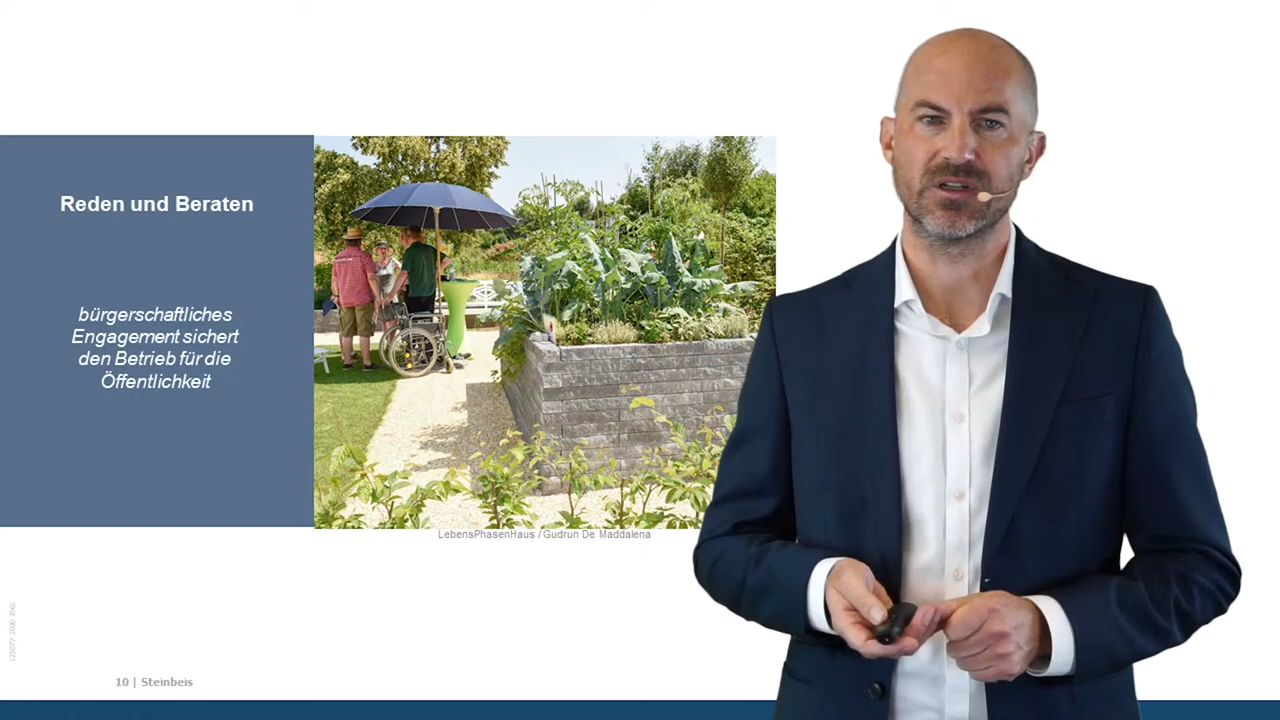 Reden und Beraten
bürgerschaftliches
Engagement sichert
den Betrieb für die
Öffentlichkeit
LebensPhasenHaus / Gudrun De Maddalena
10 | Steinbeis